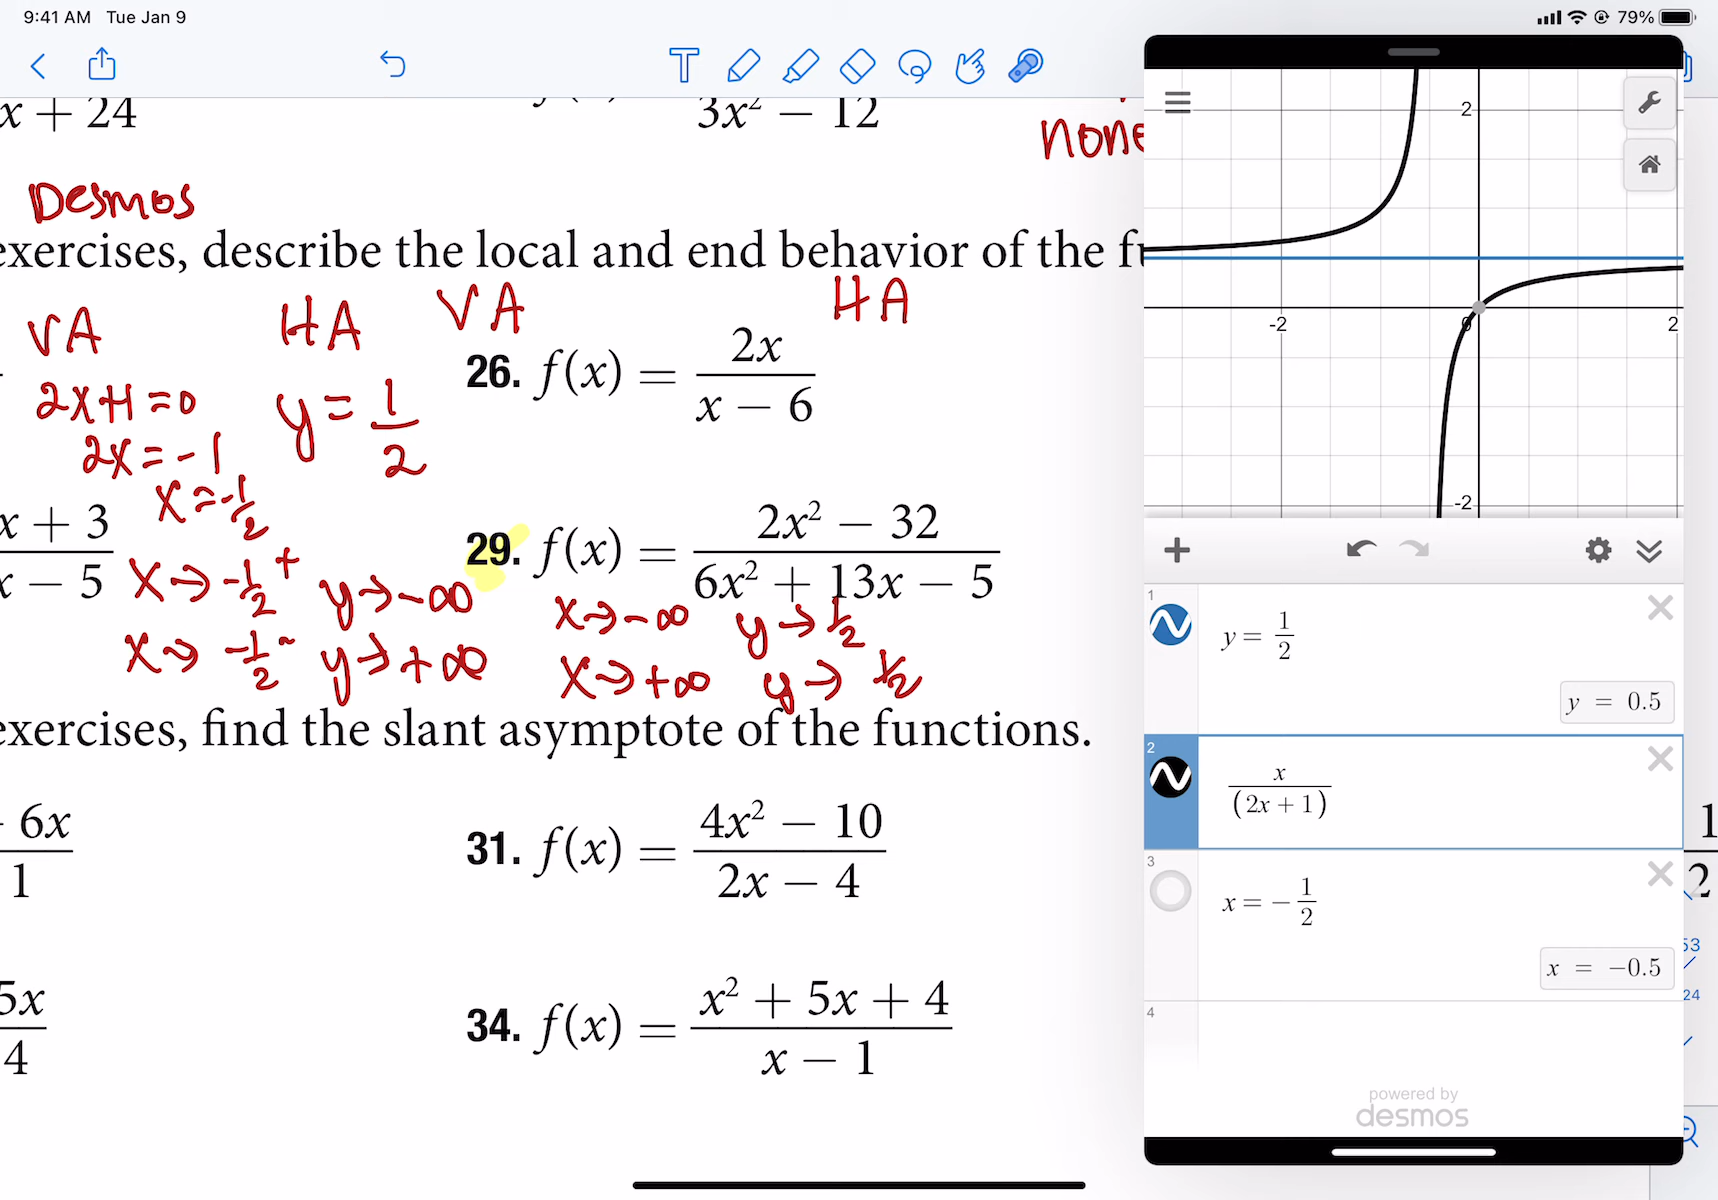 9:41 AM Tue Jan 9
79%
x + 24
3x² − 12
none
Desmos
exercises, describe the local and end behavior of the fu
VA
HA
VA
HA
2x+1=0
2x=-1
x=-1/2
y=1/2
26. f(x) = 2x/(x − 6)
x + 3
x − 5
x→-1/2⁺ y→-∞
x→-1/2⁻ y→+∞
29. f(x) = (2x² − 32)/(6x² + 13x − 5)
x→-∞ y→1/2
x→+∞ y→1/2
exercises, find the slant asymptote of the functions.
6x
1
31. f(x) = (4x² − 10)/(2x − 4)
5x
4
34. f(x) = (x² + 5x + 4)/(x − 1)
2
-2
0
2
-2
1
y = 1/2
y = 0.5
2
x/(2x + 1)
3
x = −1/2
x = −0.5
4
powered by
desmos
1
2
53
24